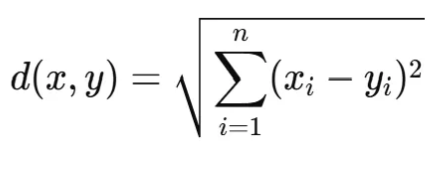 d(x, y) = √(∑_{i=1}^{n} (x_i − y_i)²)